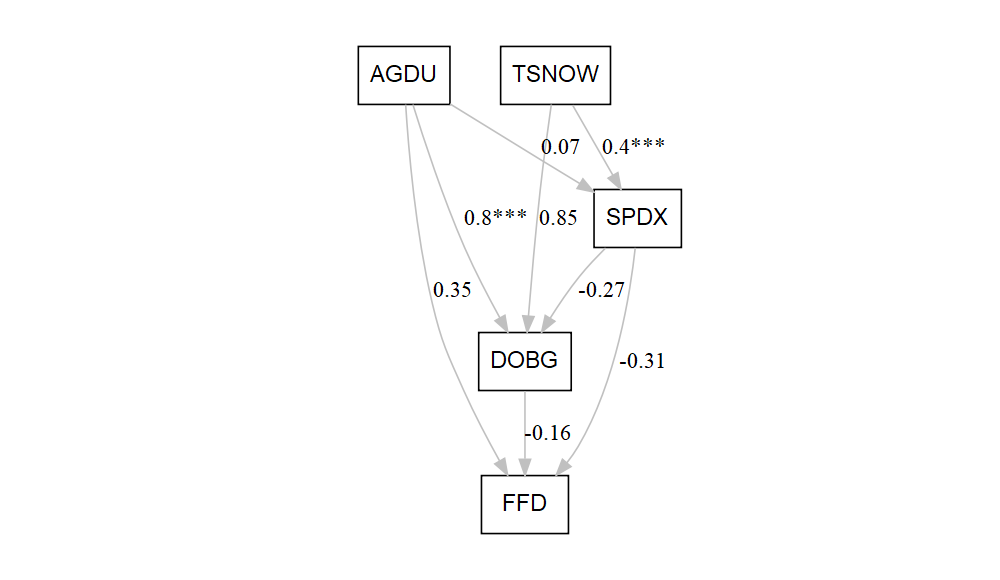 AGDU
TSNOW
0.07
0.4***
0.8***
0.85
SPDX
0.35
-0.27
DOBG
-0.31
-0.16
FFD